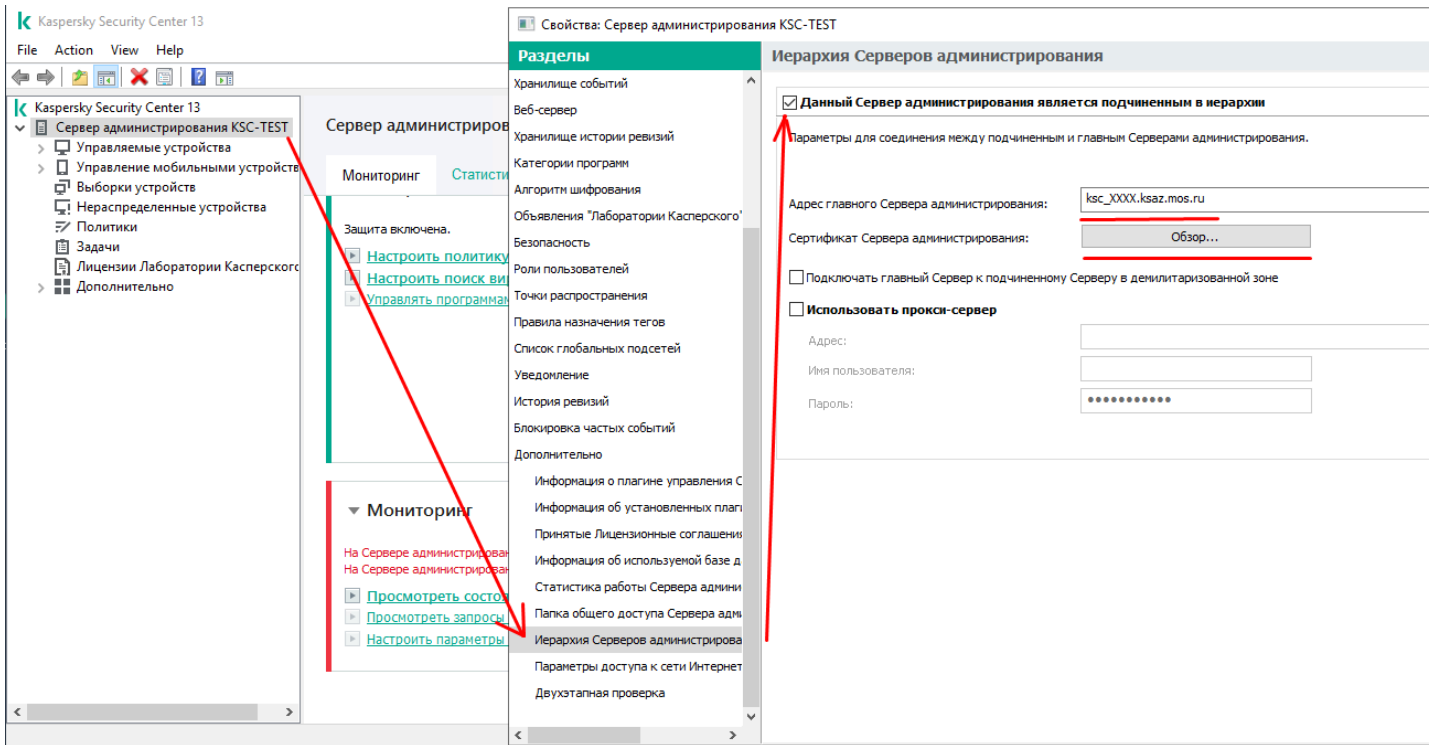 Kaspersky Security Center 13
File Action View Help
Kaspersky Security Center 13
Сервер администрирования KSC-TEST
Управляемые устройства
Управление мобильными устройств
Выборки устройств
Нераспределенные устройства
Политики
Задачи
Лицензии Лаборатории Касперског
Дополнительно
Сервер администриров
Мониторинг Статисти
Защита включена.
Настроить политику
Настроить поиск ви
Управлять программа
Мониторинг
На Сервере администрирован
На Сервере администрирован
Просмотреть состо
Просмотреть запросы
Настроить параметры
Свойства: Сервер администрирования KSC-TEST
Разделы
Хранилище событий
Веб-сервер
Хранилище истории ревизий
Категории программ
Алгоритм шифрования
Объявления "Лаборатории Касперского"
Безопасность
Роли пользователей
Точки распространения
Правила назначения тегов
Список глобальных подсетей
Уведомление
История ревизий
Блокировка частых событий
Дополнительно
Информация о плагине управления С
Информация об установленных плаги
Принятые Лицензионные соглашения
Информация об используемой базе д
Статистика работы Сервера админи
Папка общего доступа Сервера адми
Иерархия Серверов администрирова
Параметры доступа к сети Интернет
Двухэтапная проверка
Иерархия Серверов администрирования
Данный Сервер администрирования является подчиненным в иерархии
Параметры для соединения между подчиненным и главным Серверами администрирования.
Адрес главного Сервера администрирования: ksc_XXXX.ksaz.mos.ru
Сертификат Сервера администрирования: Обзор...
Подключать главный Сервер к подчиненному Серверу в демилитаризованной зоне
Использовать прокси-сервер
Адрес:
Имя пользователя:
Пароль: •••••••••••